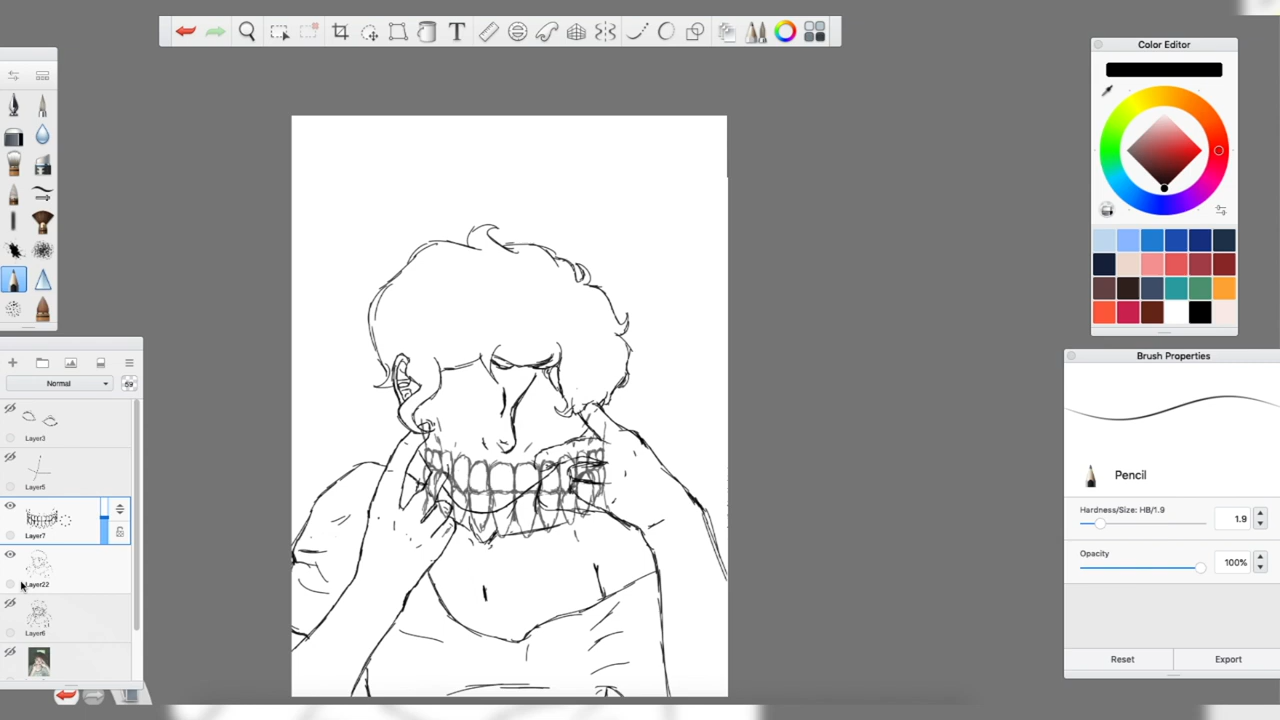 T
Color Editor
Normal
69
Layer3
Layer5
Layer7
Layer22
Layer6
Brush Properties
Pencil
Hardness/Size: HB/1.9
1.9
Opacity
100%
Reset
Export